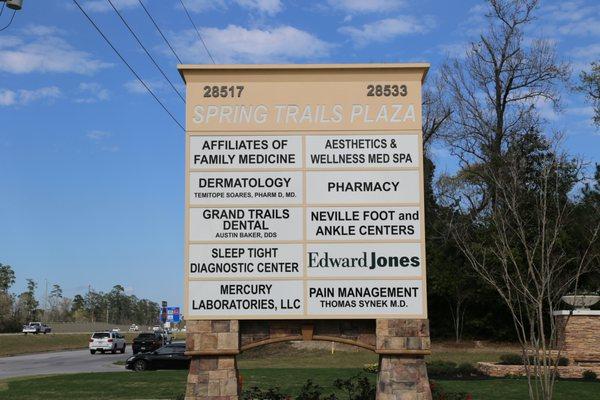 28517 28533
SPRING TRAILS PLAZA
AFFILIATES OF
FAMILY MEDICINE
AESTHETICS &
WELLNESS MED SPA
DERMATOLOGY
TEMITOPE SOARES, PHARM D, MD.
PHARMACY
GRAND TRAILS
DENTAL
AUSTIN BAKER, DDS
NEVILLE FOOT and
ANKLE CENTERS
SLEEP TIGHT
DIAGNOSTIC CENTER
Edward Jones
MERCURY
LABORATORIES, LLC
PAIN MANAGEMENT
THOMAS SYNEK M.D.